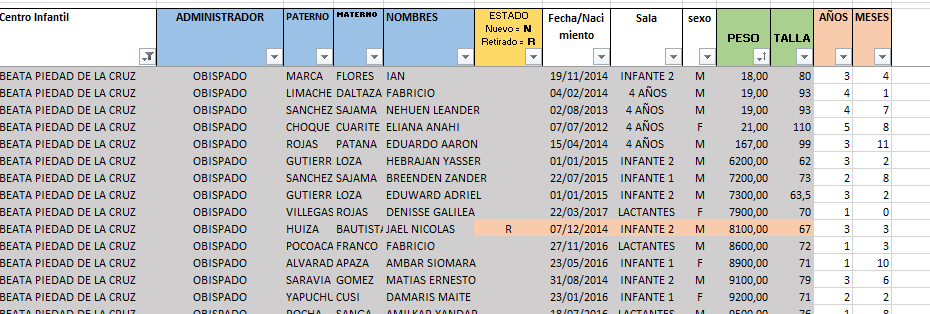 Centro Infantil ADMINISTRADOR PATERNO MATERNO NOMBRES ESTADO Nuevo = N Retirado = R Fecha/Naci miento Sala sexo PESO TALLA AÑOS MESES
BEATA PIEDAD DE LA CRUZ OBISPADO MARCA FLORES IAN 19/11/2014 INFANTE 2 M 18,00 80 3 4
BEATA PIEDAD DE LA CRUZ OBISPADO LIMACHE DALTAZA FABRICIO 04/02/2014 4 AÑOS M 19,00 93 4 1
BEATA PIEDAD DE LA CRUZ OBISPADO SANCHEZ SAJAMA NEHUEN LEANDER 02/08/2013 4 AÑOS M 19,00 93 4 7
BEATA PIEDAD DE LA CRUZ OBISPADO CHOQUE CUARITE ELIANA ANAHI 07/07/2012 4 AÑOS F 21,00 110 5 8
BEATA PIEDAD DE LA CRUZ OBISPADO ROJAS PATANA EDUARDO AARON 15/04/2014 4 AÑOS M 167,00 99 3 11
BEATA PIEDAD DE LA CRUZ OBISPADO GUTIERR LOZA HEBRAJAN YASSER 01/01/2015 INFANTE 2 M 6200,00 62 3 2
BEATA PIEDAD DE LA CRUZ OBISPADO SANCHEZ SAJAMA BREENDEN ZANDER 22/07/2015 INFANTE 1 M 7200,00 73 2 8
BEATA PIEDAD DE LA CRUZ OBISPADO GUTIERR LOZA EDUWARD ADRIEL 01/01/2015 INFANTE 2 M 7300,00 63,5 3 2
BEATA PIEDAD DE LA CRUZ OBISPADO VILLEGAS ROJAS DENISSE GALILEA 22/03/2017 LACTANTES F 7900,00 70 1 0
BEATA PIEDAD DE LA CRUZ OBISPADO HUIZA BAUTISTA JAEL NICOLAS R 07/12/2014 INFANTE 2 M 8100,00 67 3 3
BEATA PIEDAD DE LA CRUZ OBISPADO POCOACA FRANCO FABRICIO 27/11/2016 LACTANTES M 8600,00 72 1 3
BEATA PIEDAD DE LA CRUZ OBISPADO ALVARAD APAZA AMBAR SIOMARA 23/05/2016 INFANTE 1 F 8900,00 71 1 10
BEATA PIEDAD DE LA CRUZ OBISPADO SARAVIA GOMEZ MATIAS ERNESTO 31/08/2014 INFANTE 2 M 9100,00 79 3 6
BEATA PIEDAD DE LA CRUZ OBISPADO YAPUCHU CUSI DAMARIS MAITE 23/01/2016 INFANTE 1 F 9200,00 71 2 2
BEATA PIEDAD DE LA CRUZ OBISPADO ROCHA SANGA AMILKAR YANDAR 18/07/2016 INFANTE 1 M 9500,00 76 1 8